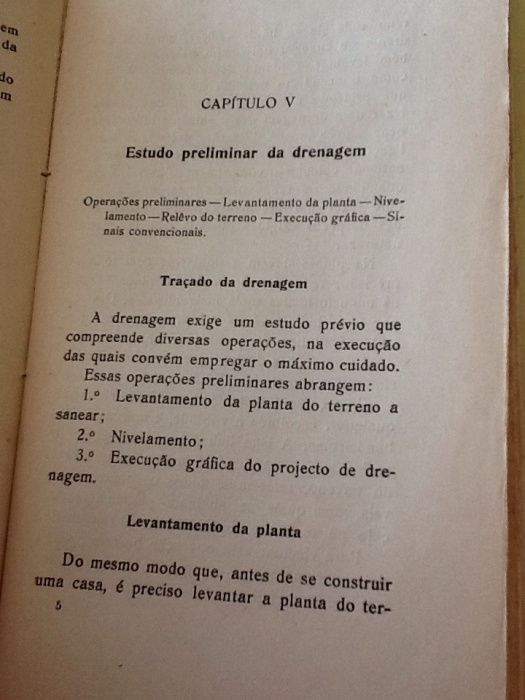 em
da
do
m
CAPÍTULO V
Estudo preliminar da drenagem
Operações preliminares — Levantamento da planta — Nive-
lamento — Relêvo do terreno — Execução gráfica — Si-
nais convencionais.
Traçado da drenagem
A drenagem exige um estudo prévio que
compreende diversas operações, na execução
das quais convém empregar o máximo cuidado.
Essas operações preliminares abrangem:
1.º Levantamento da planta do terreno a
sanear;
2.º Nivelamento;
3.º Execução gráfica do projecto de dre-
nagem.
Levantamento da planta
Do mesmo modo que, antes de se construir
uma casa, é preciso levantar a planta do ter-
5